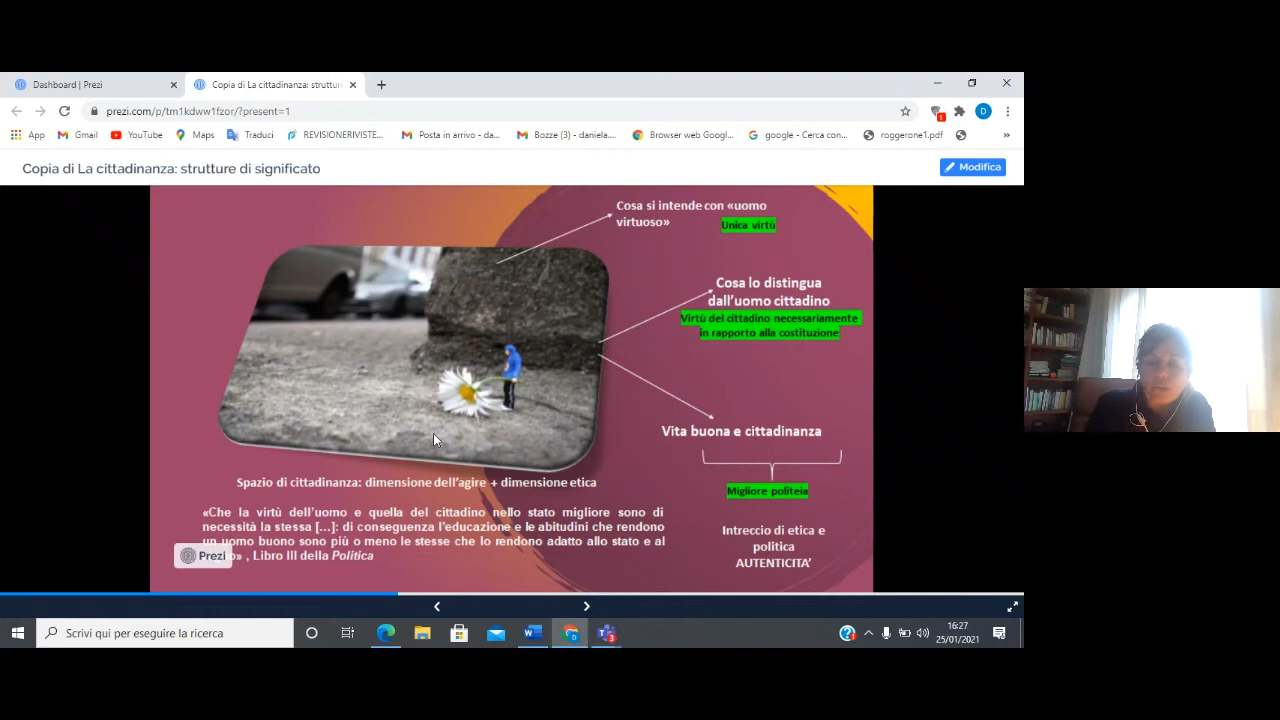 Dashboard | Prezi
Copia di La cittadinanza: struttur
prezi.com/p/tm1kdww1fzor/?present=1
App
Gmail
YouTube
Maps
Traduci
REVISIONERIVISTE...
Posta in arrivo - da...
Bozze (3) - daniela....
Browser web Googl...
google - Cerca con...
roggerone1.pdf
Copia di La cittadinanza: strutture di significato
Modifica
Cosa si intende con «uomo
virtuoso»
Unica virtù
Cosa lo distingua
dall'uomo cittadino
Virtù del cittadino necessariamente
in rapporto alla costituzione
Vita buona e cittadinanza
Migliore politeia
Intreccio di etica e
politica
AUTENTICITA'
Spazio di cittadinanza: dimensione dell'agire + dimensione etica
«Che la virtù dell'uomo e quella del cittadino nello stato migliore sono di
necessità la stessa [...]: di conseguenza l'educazione e le abitudini che rendono
un uomo buono sono più o meno le stesse che lo rendono adatto allo stato e al
, Libro III della Politica
Prezi
Scrivi qui per eseguire la ricerca
16:27
25/01/2021